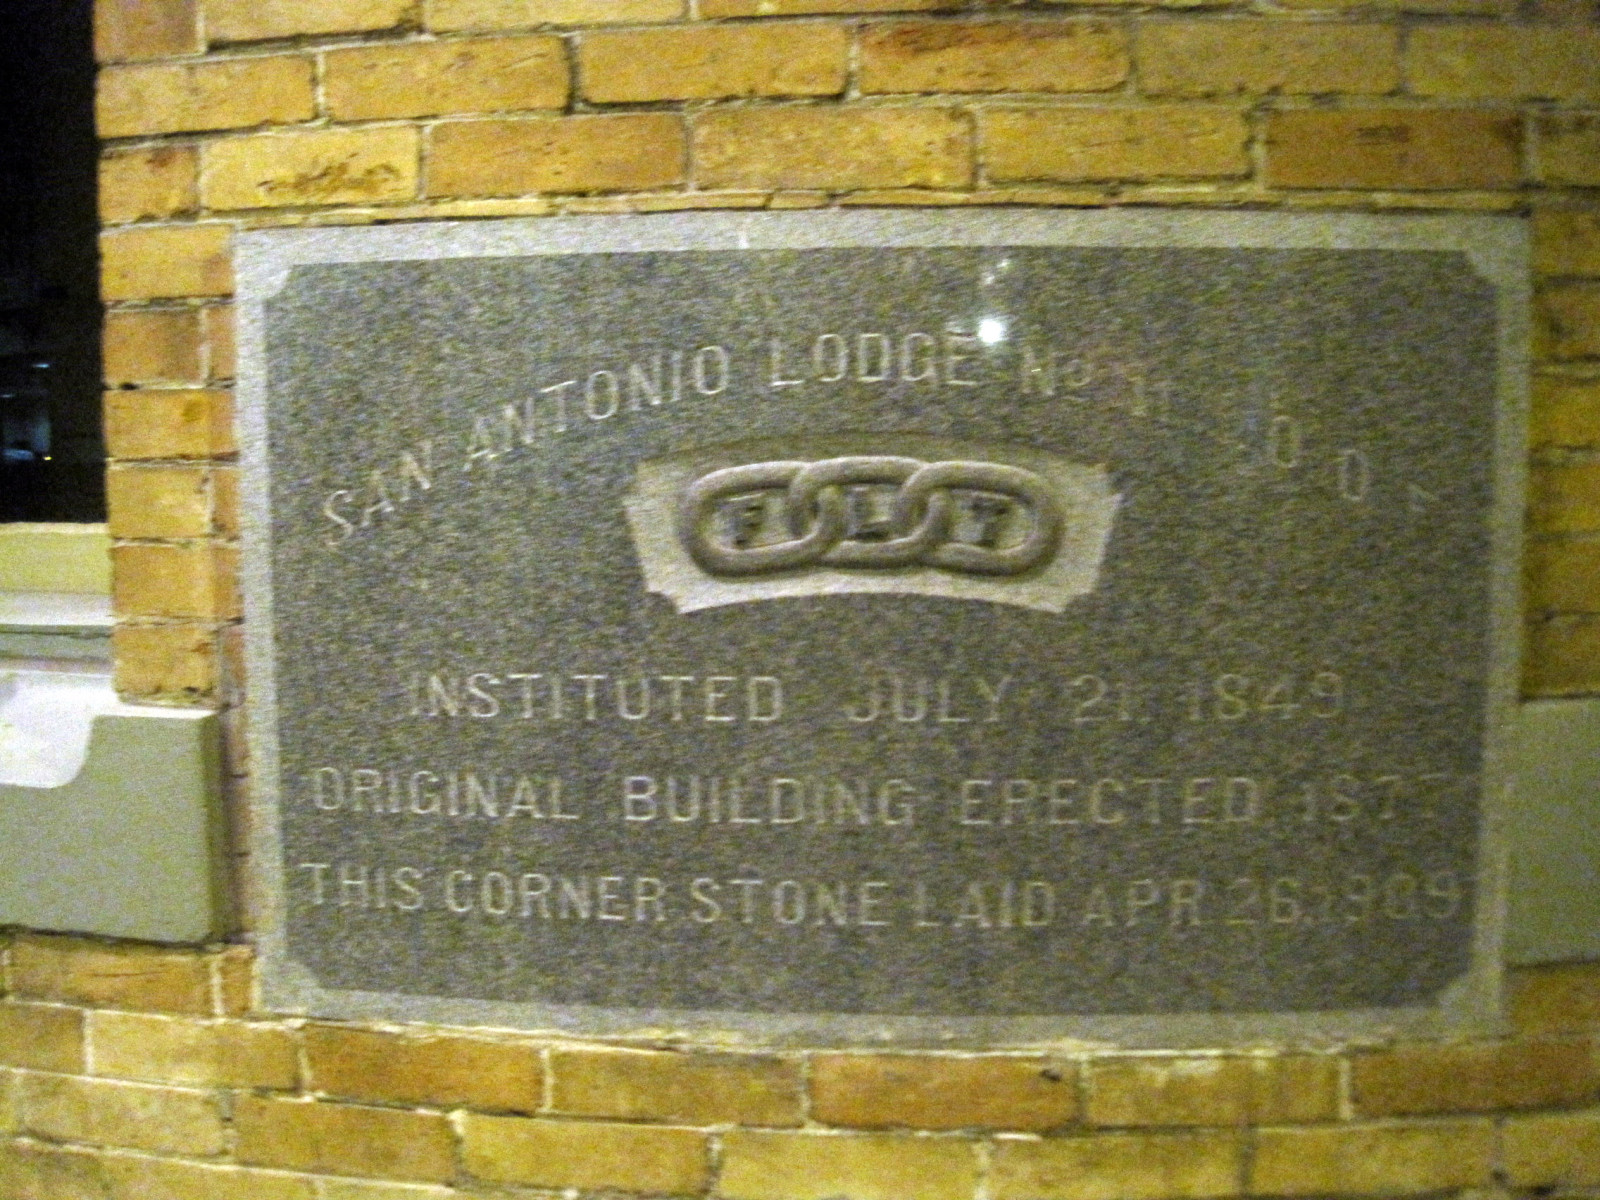 SAN ANTONIO LODGE No 11 I O O F
F L T
INSTITUTED JULY 21, 1849
ORIGINAL BUILDING ERECTED 1877
THIS CORNER STONE LAID APR 26, 1909